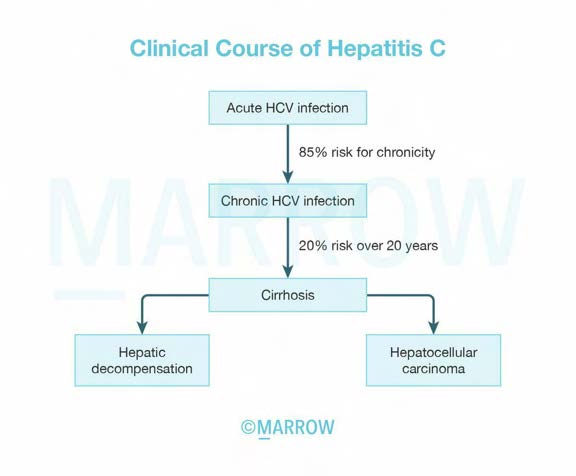 Clinical Course of Hepatitis C
Acute HCV infection
85% risk for chronicity
Chronic HCV infection
MARROW
20% risk over 20 years
Cirrhosis
Hepatic
decompensation
Hepatocellular
carcinoma
©MARROW